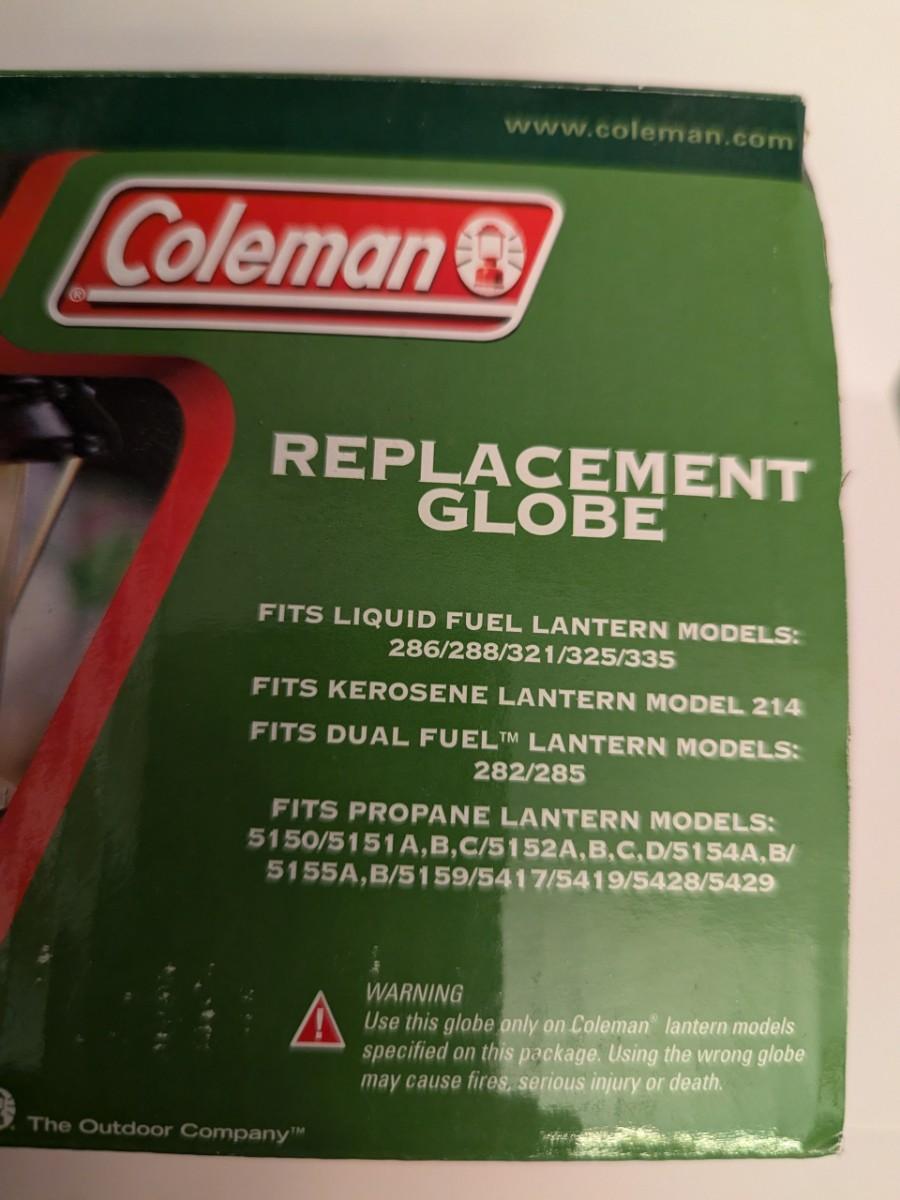 www.coleman.com
Coleman
®
REPLACEMENT
GLOBE
FITS LIQUID FUEL LANTERN MODELS:
286/288/321/325/335
FITS KEROSENE LANTERN MODEL 214
FITS DUAL FUEL™ LANTERN MODELS:
282/285
FITS PROPANE LANTERN MODELS:
5150/5151A,B,C/5152A,B,C,D/5154A,B/
5155A,B/5159/5417/5419/5428/5429
WARNING
Use this globe only on Coleman® lantern models
specified on this package. Using the wrong globe
may cause fires, serious injury or death.
The Outdoor Company™